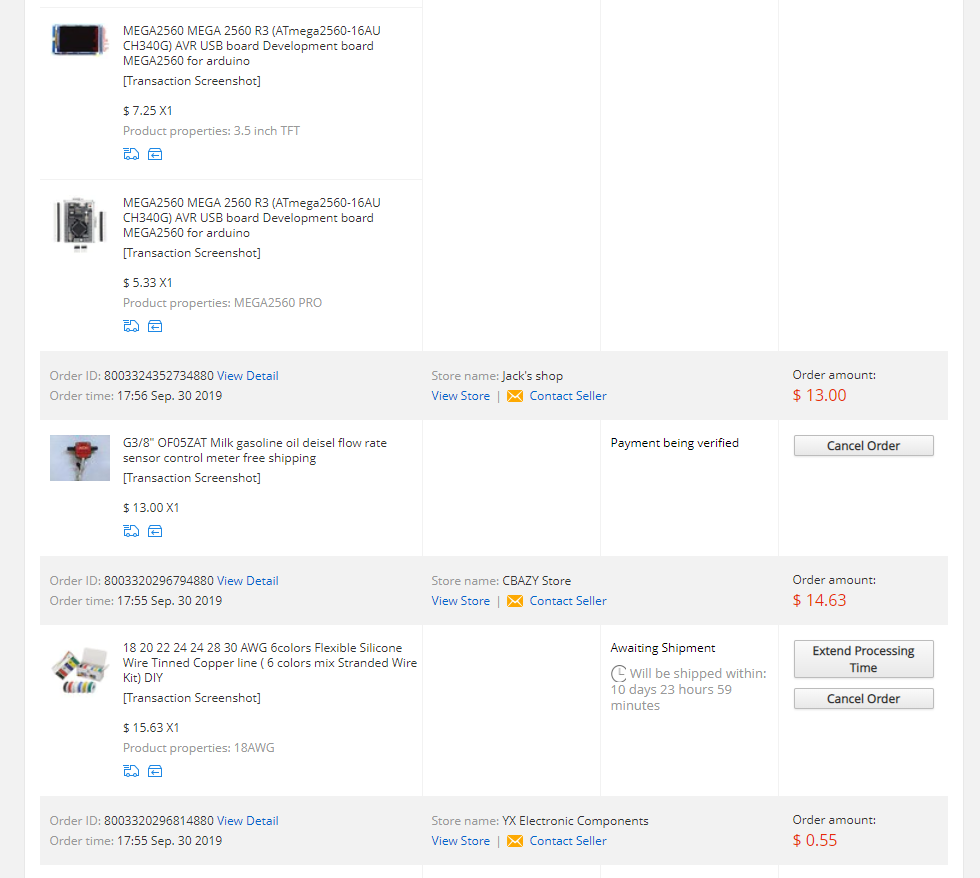 MEGA2560 MEGA 2560 R3 (ATmega2560-16AU
CH340G) AVR USB board Development board
MEGA2560 for arduino
[Transaction Screenshot]
$ 7.25 X1
Product properties: 3.5 inch TFT
MEGA2560 MEGA 2560 R3 (ATmega2560-16AU
CH340G) AVR USB board Development board
MEGA2560 for arduino
[Transaction Screenshot]
$ 5.33 X1
Product properties: MEGA2560 PRO
Order ID: 8003324352734880 View Detail
Order time: 17:56 Sep. 30 2019
Store name: Jack's shop
View Store | Contact Seller
Order amount:
$ 13.00
G3/8" OF05ZAT Milk gasoline oil deisel flow rate
sensor control meter free shipping
[Transaction Screenshot]
$ 13.00 X1
Payment being verified
Cancel Order
Order ID: 8003320296794880 View Detail
Order time: 17:55 Sep. 30 2019
Store name: CBAZY Store
View Store | Contact Seller
Order amount:
$ 14.63
18 20 22 24 24 28 30 AWG 6colors Flexible Silicone
Wire Tinned Copper line ( 6 colors mix Stranded Wire
Kit) DIY
[Transaction Screenshot]
$ 15.63 X1
Product properties: 18AWG
Awaiting Shipment
Will be shipped within:
10 days 23 hours 59
minutes
Extend Processing
Time
Cancel Order
Order ID: 8003320296814880 View Detail
Order time: 17:55 Sep. 30 2019
Store name: YX Electronic Components
View Store | Contact Seller
Order amount:
$ 0.55